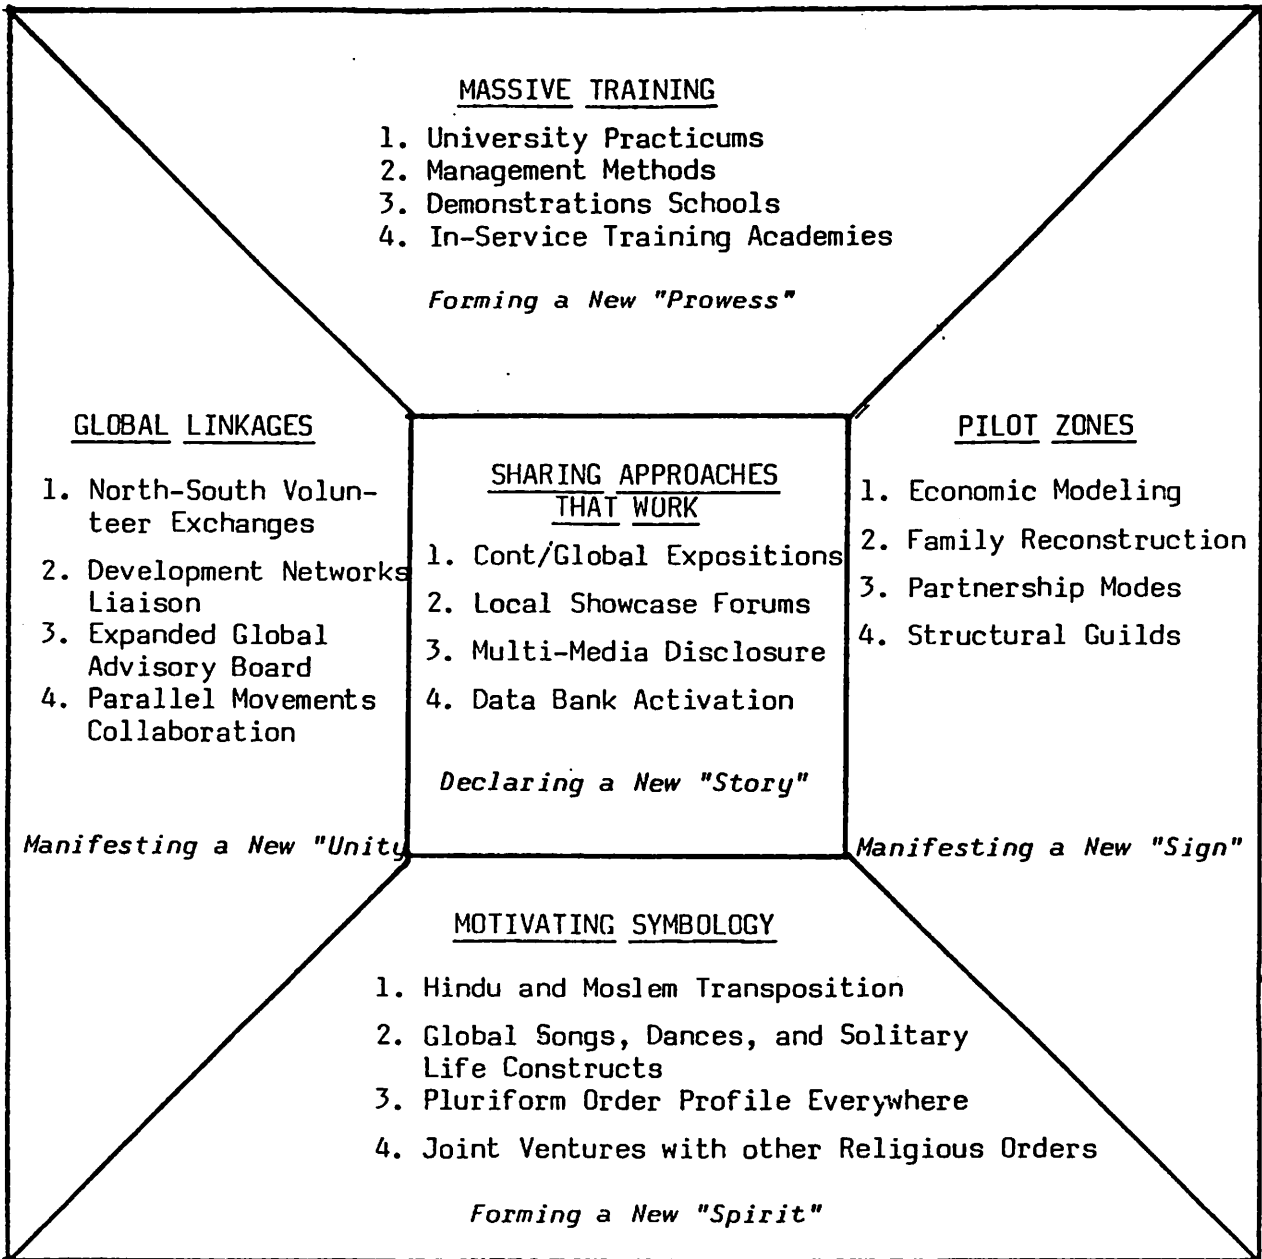 MASSIVE TRAINING
1. University Practicums
2. Management Methods
3. Demonstrations Schools
4. In-Service Training Academies
Forming a New "Prowess"
GLOBAL LINKAGES
1. North-South Volun-
teer Exchanges
2. Development Networks
Liaison
3. Expanded Global
Advisory Board
4. Parallel Movements
Collaboration
Manifesting a New "Unity
SHARING APPROACHES
THAT WORK
1. Cont/Global Expositions
2. Local Showcase Forums
3. Multi-Media Disclosure
4. Data Bank Activation
Declaring a New "Story"
PILOT ZONES
1. Economic Modeling
2. Family Reconstruction
3. Partnership Modes
4. Structural Guilds
Manifesting a New "Sign"
MOTIVATING SYMBOLOGY
1. Hindu and Moslem Transposition
2. Global Songs, Dances, and Solitary
Life Constructs
3. Pluriform Order Profile Everywhere
4. Joint Ventures with other Religious Orders
Forming a New "Spirit"